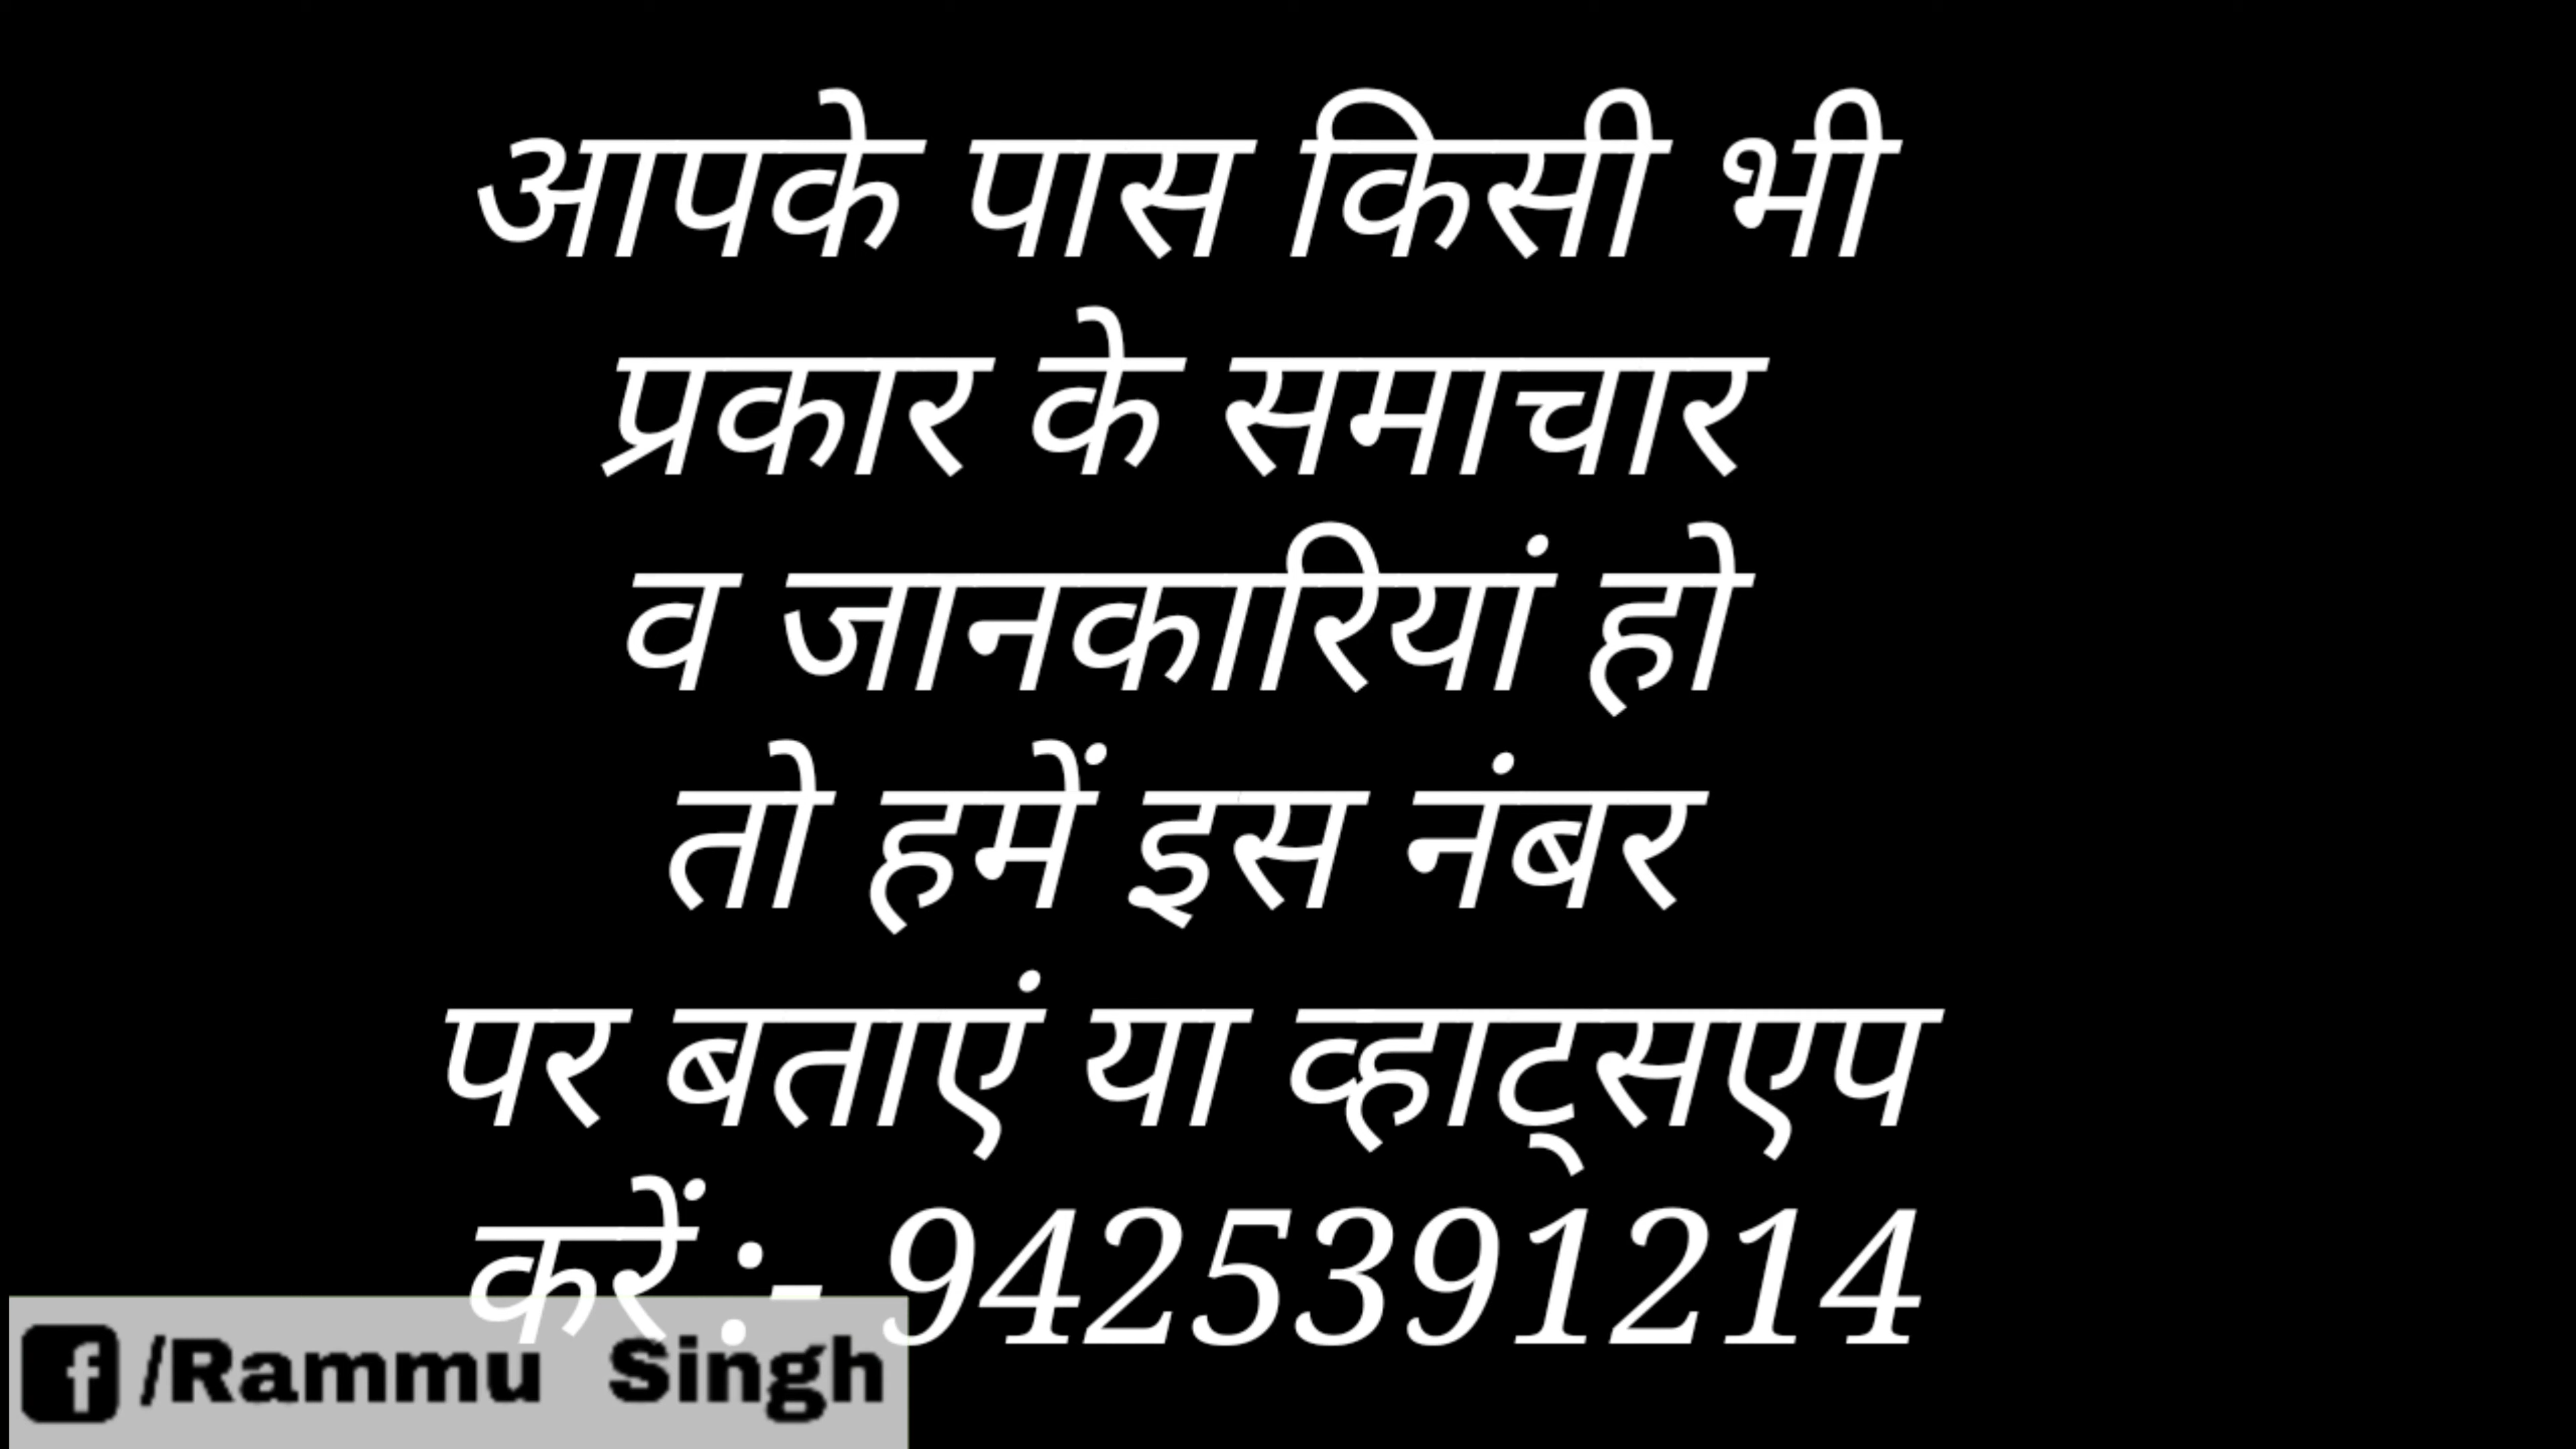 आपके पास किसी भी
प्रकार के समाचार
व जानकारियां हो
तो हमें इस नंबर
पर बताएं या व्हाट्सएप
करें :- 9425391214
f /Rammu Singh